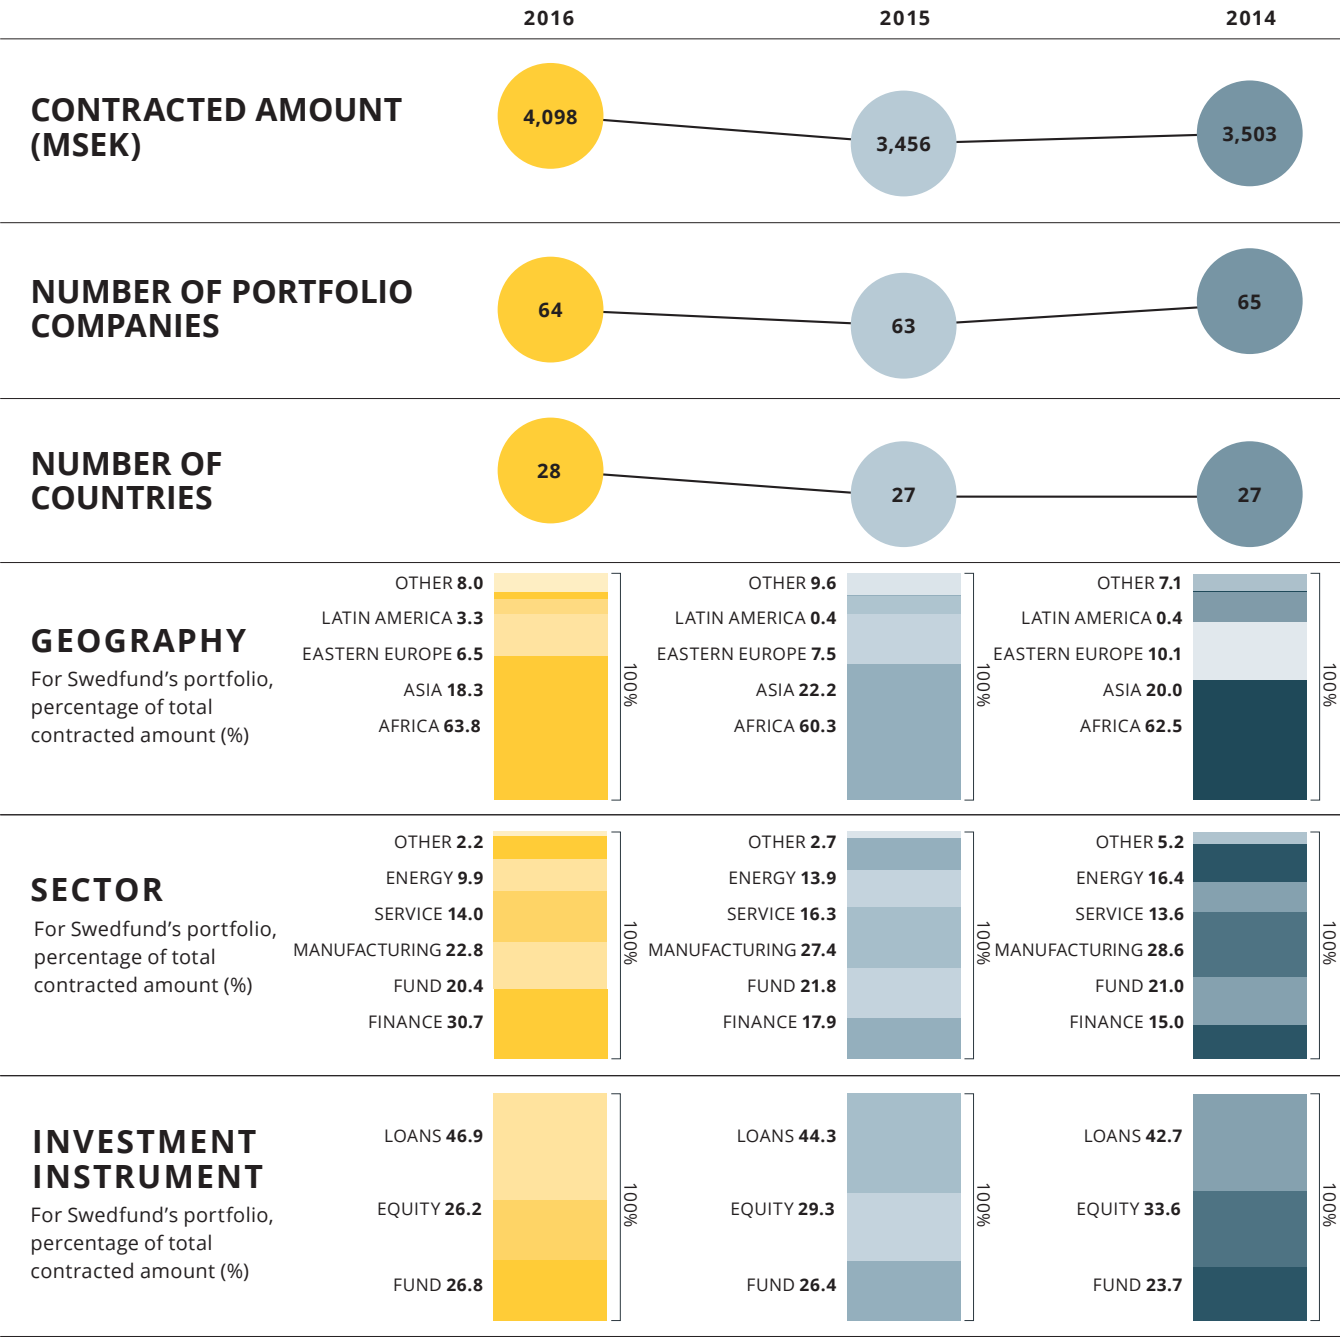 2016 2015 2014
CONTRACTED AMOUNT
(MSEK)
4,098 3,456 3,503
NUMBER OF PORTFOLIO
COMPANIES
64 63 65
NUMBER OF
COUNTRIES
28 27 27
GEOGRAPHY
For Swedfund’s portfolio,
percentage of total
contracted amount (%)
OTHER 8.0
LATIN AMERICA 3.3
EASTERN EUROPE 6.5
ASIA 18.3
AFRICA 63.8
100%
OTHER 9.6
LATIN AMERICA 0.4
EASTERN EUROPE 7.5
ASIA 22.2
AFRICA 60.3
100%
OTHER 7.1
LATIN AMERICA 0.4
EASTERN EUROPE 10.1
ASIA 20.0
AFRICA 62.5
100%
SECTOR
For Swedfund’s portfolio,
percentage of total
contracted amount (%)
OTHER 2.2
ENERGY 9.9
SERVICE 14.0
MANUFACTURING 22.8
FUND 20.4
FINANCE 30.7
100%
OTHER 2.7
ENERGY 13.9
SERVICE 16.3
MANUFACTURING 27.4
FUND 21.8
FINANCE 17.9
100%
OTHER 5.2
ENERGY 16.4
SERVICE 13.6
MANUFACTURING 28.6
FUND 21.0
FINANCE 15.0
100%
INVESTMENT
INSTRUMENT
For Swedfund’s portfolio,
percentage of total
contracted amount (%)
LOANS 46.9
EQUITY 26.2
FUND 26.8
100%
LOANS 44.3
EQUITY 29.3
FUND 26.4
100%
LOANS 42.7
EQUITY 33.6
FUND 23.7
100%